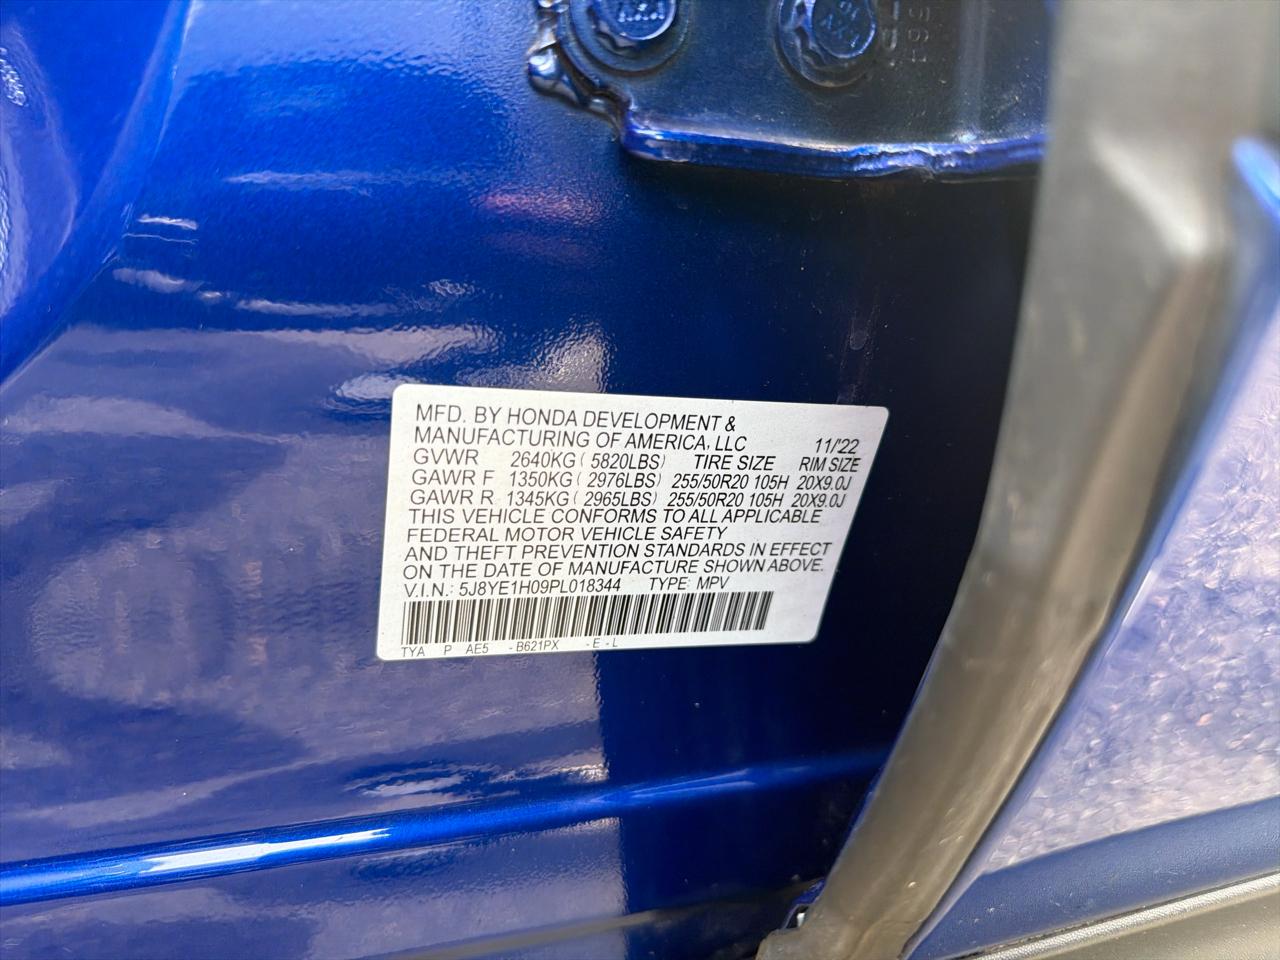 MFD. BY HONDA DEVELOPMENT &
MANUFACTURING OF AMERICA, LLC 11/'22
GVWR 2640KG ( 5820LBS ) TIRE SIZE RIM SIZE
GAWR F 1350KG ( 2976LBS ) 255/50R20 105H 20X9.0J
GAWR R 1345KG ( 2965LBS ) 255/50R20 105H 20X9.0J
THIS VEHICLE CONFORMS TO ALL APPLICABLE
FEDERAL MOTOR VEHICLE SAFETY
AND THEFT PREVENTION STANDARDS IN EFFECT
ON THE DATE OF MANUFACTURE SHOWN ABOVE.
V.I.N.: 5J8YE1H09PL018344 TYPE: MPV
TYA P AE5 - B621PX - E - L